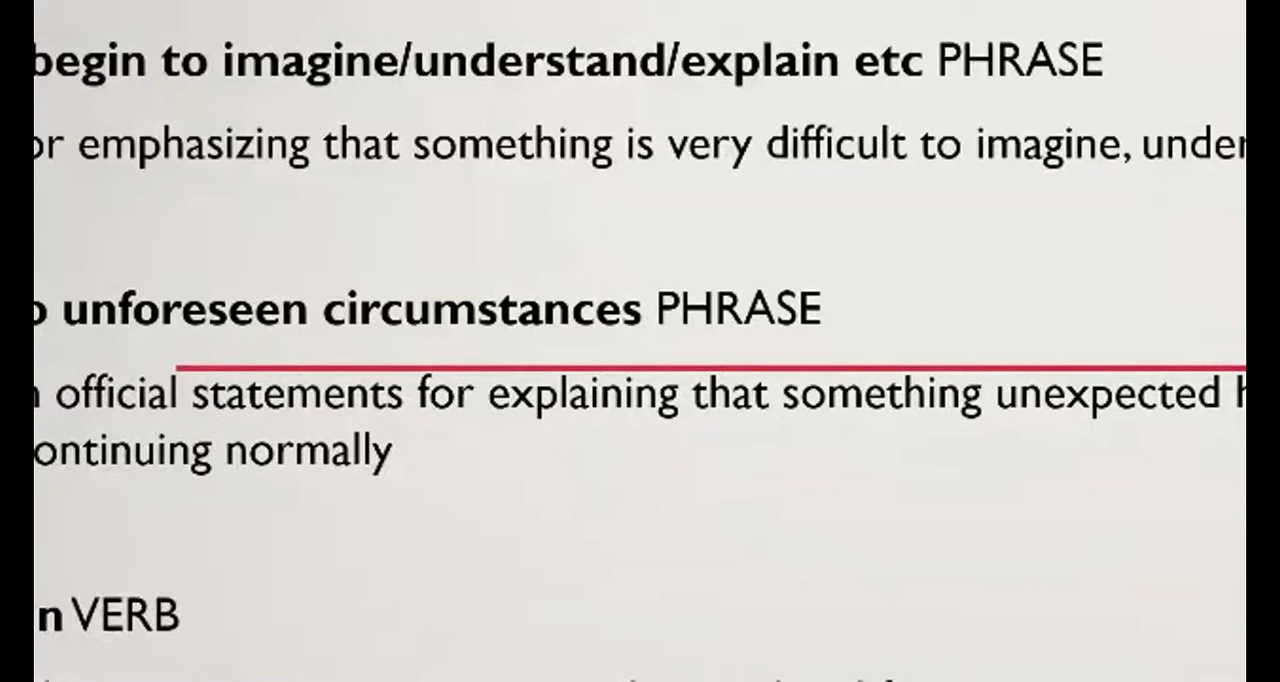 begin to imagine/understand/explain etc PHRASE
or emphasizing that something is very difficult to imagine, under
o unforeseen circumstances PHRASE
official statements for explaining that something unexpected
ontinuing normally
n VERB